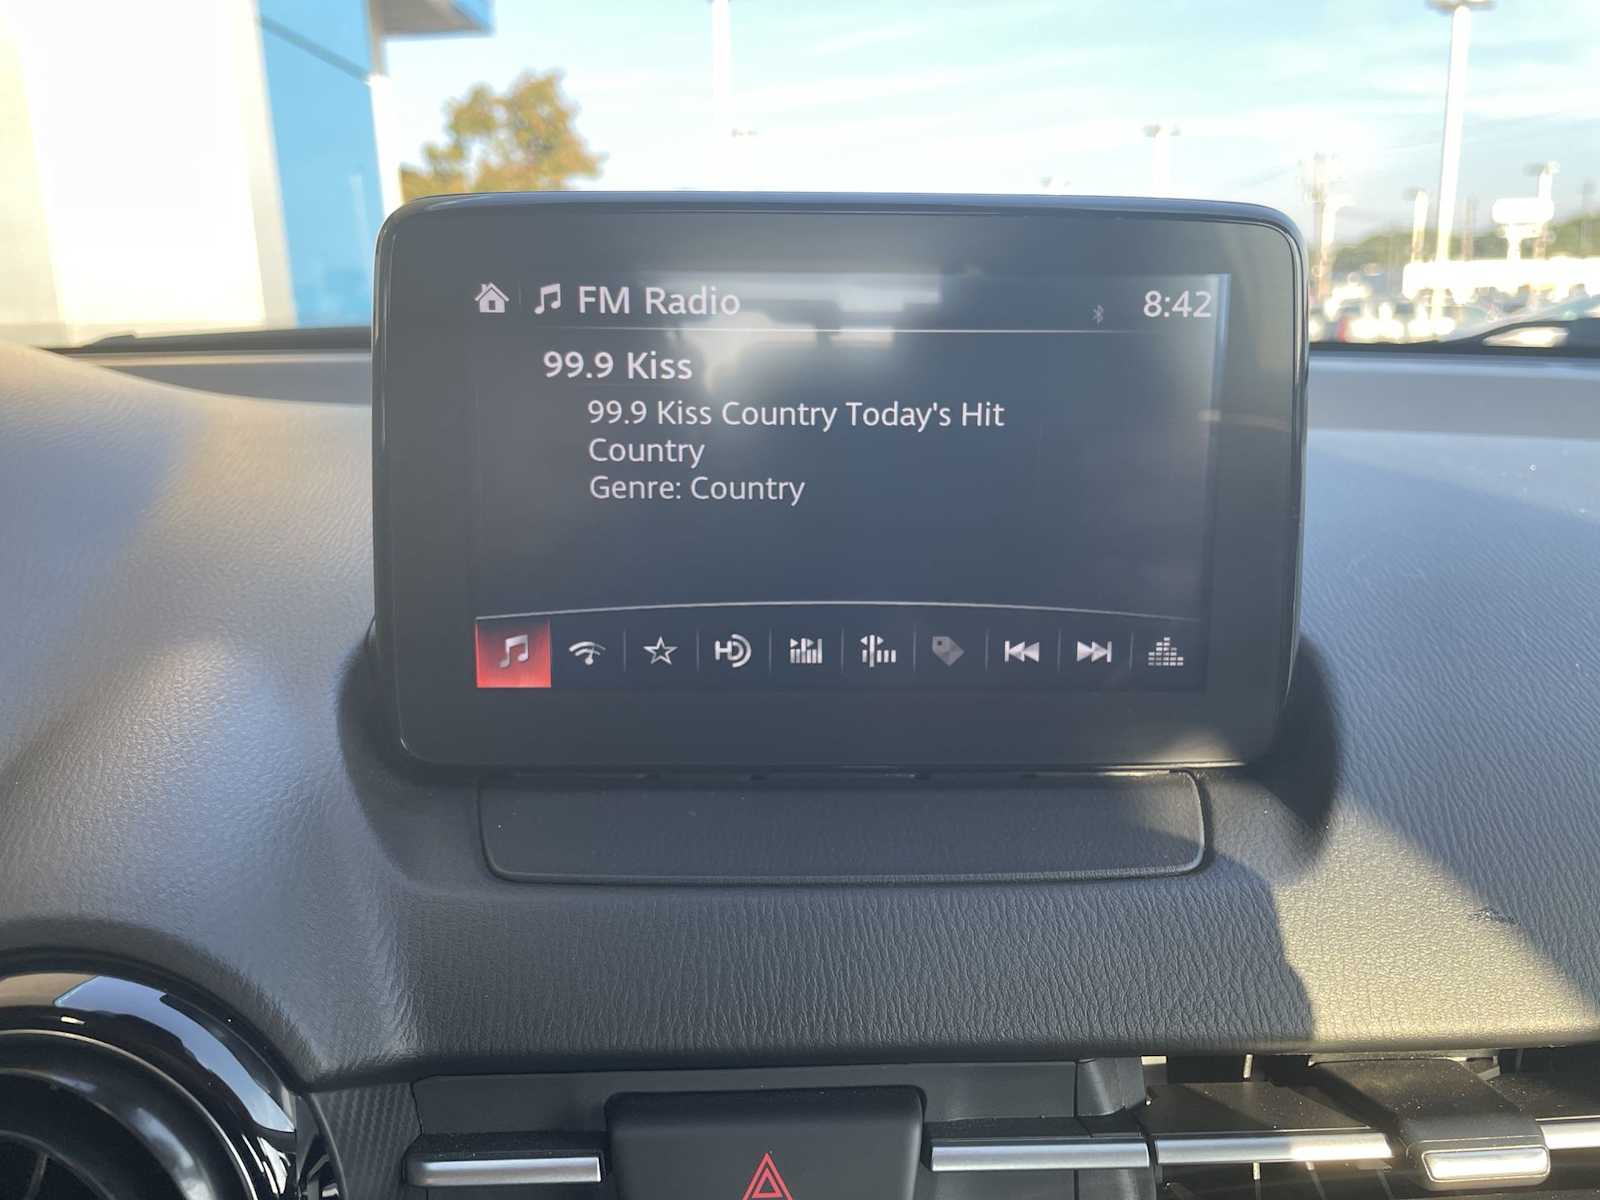 FM Radio
8:42
99.9 Kiss
99.9 Kiss Country Today's Hit
Country
Genre: Country
HD